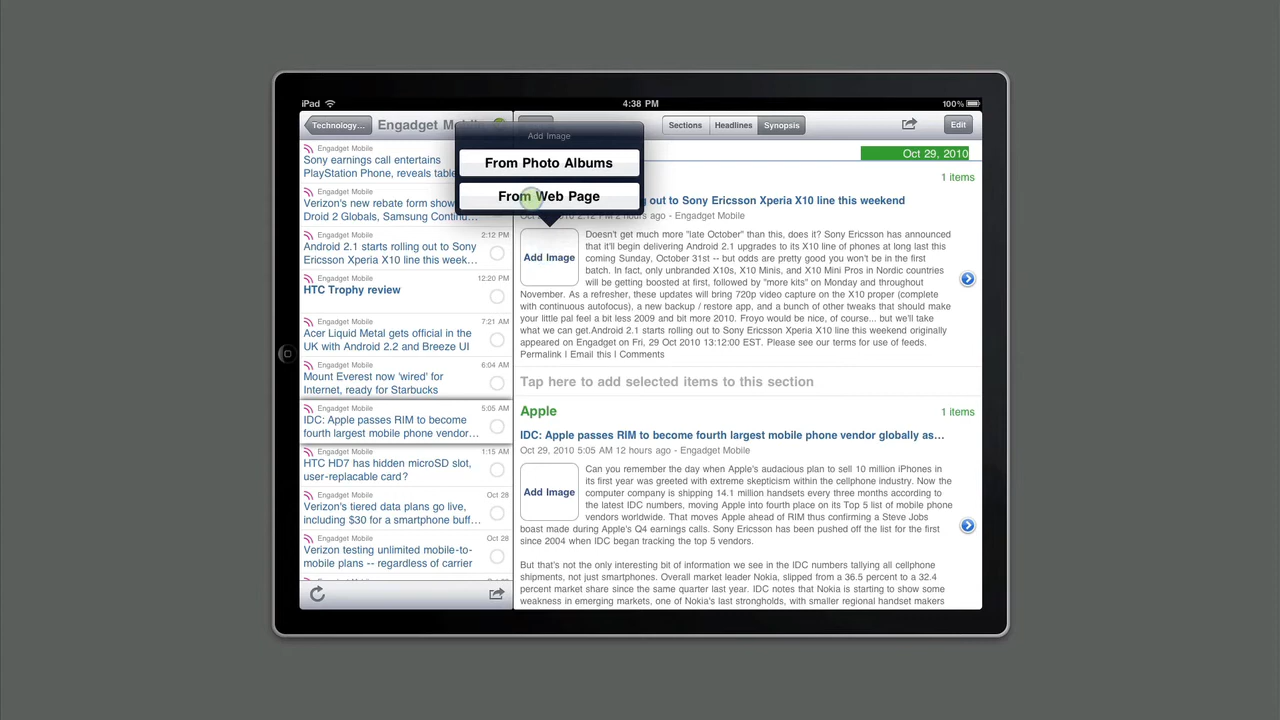 iPad
4:38 PM
100%
Technology...
Engadget M
Sections
Headlines
Synopsis
Edit
Add Image
From Photo Albums
From Web Page
Engadget Mobile
Sony earnings call entertains
PlayStation Phone, reveals table
Engadget Mobile
Verizon's new rebate form show
Droid 2 Globals, Samsung Continu...
Engadget Mobile
2:12 PM
Android 2.1 starts rolling out to Sony
Ericsson Xperia X10 line this week...
Engadget Mobile
12:20 PM
HTC Trophy review
Engadget Mobile
7:21 AM
Acer Liquid Metal gets official in the
UK with Android 2.2 and Breeze UI
Engadget Mobile
6:04 AM
Mount Everest now 'wired' for
Internet, ready for Starbucks
Engadget Mobile
5:05 AM
IDC: Apple passes RIM to become
fourth largest mobile phone vendor...
Engadget Mobile
1:15 AM
HTC HD7 has hidden microSD slot,
user-replacable card?
Engadget Mobile
Oct 28
Verizon's tiered data plans go live,
including $30 for a smartphone buff...
Engadget Mobile
Oct 28
Verizon testing unlimited mobile-to-
mobile plans -- regardless of carrier
Oct 29, 2010
1 items
out to Sony Ericsson Xperia X10 line this weekend
Oct 29, 2010 2:12 PM 2 hours ago - Engadget Mobile
Add Image
Doesn't get much more "late October" than this, does it? Sony Ericsson has announced
that it'll begin delivering Android 2.1 upgrades to its X10 line of phones at long last this
coming Sunday, October 31st -- but odds are pretty good you won't be in the first
batch. In fact, only unbranded X10s, X10 Minis, and X10 Mini Pros in Nordic countries
will be getting boosted at first, followed by "more kits" on Monday and throughout
November. As a refresher, these updates will bring 720p video capture on the X10 proper (complete
with continuous autofocus), a new backup / restore app, and a bunch of other tweaks that should make
your little pal feel a bit less 2009 and bit more 2010. Froyo would be nice, of course... but we'll take
what we can get.Android 2.1 starts rolling out to Sony Ericsson Xperia X10 line this weekend originally
appeared on Engadget on Fri, 29 Oct 2010 13:12:00 EST. Please see our terms for use of feeds.
Permalink | Email this | Comments
Tap here to add selected items to this section
Apple
1 items
IDC: Apple passes RIM to become fourth largest mobile phone vendor globally as...
Oct 29, 2010 5:05 AM 12 hours ago - Engadget Mobile
Add Image
Can you remember the day when Apple's audacious plan to sell 10 million iPhones in
its first year was greeted with extreme skepticism within the cellphone industry. Now the
computer company is shipping 14.1 million handsets every three months according to
the latest IDC numbers, moving Apple into fourth place on its Top 5 list of mobile phone
vendors worldwide. That moves Apple ahead of RIM thus confirming a Steve Jobs
boast made during Apple's Q4 earnings calls. Sony Ericsson has been pushed off the list for the first
since 2004 when IDC began tracking the top 5 vendors.
But that's not the only interesting bit of information we see in the IDC numbers tallying all cellphone
shipments, not just smartphones. Overall market leader Nokia, slipped from a 36.5 percent to a 32.4
percent market share since the same quarter last year. IDC notes that Nokia is starting to show some
weakness in emerging markets, one of Nokia's last strongholds, with smaller regional handset makers